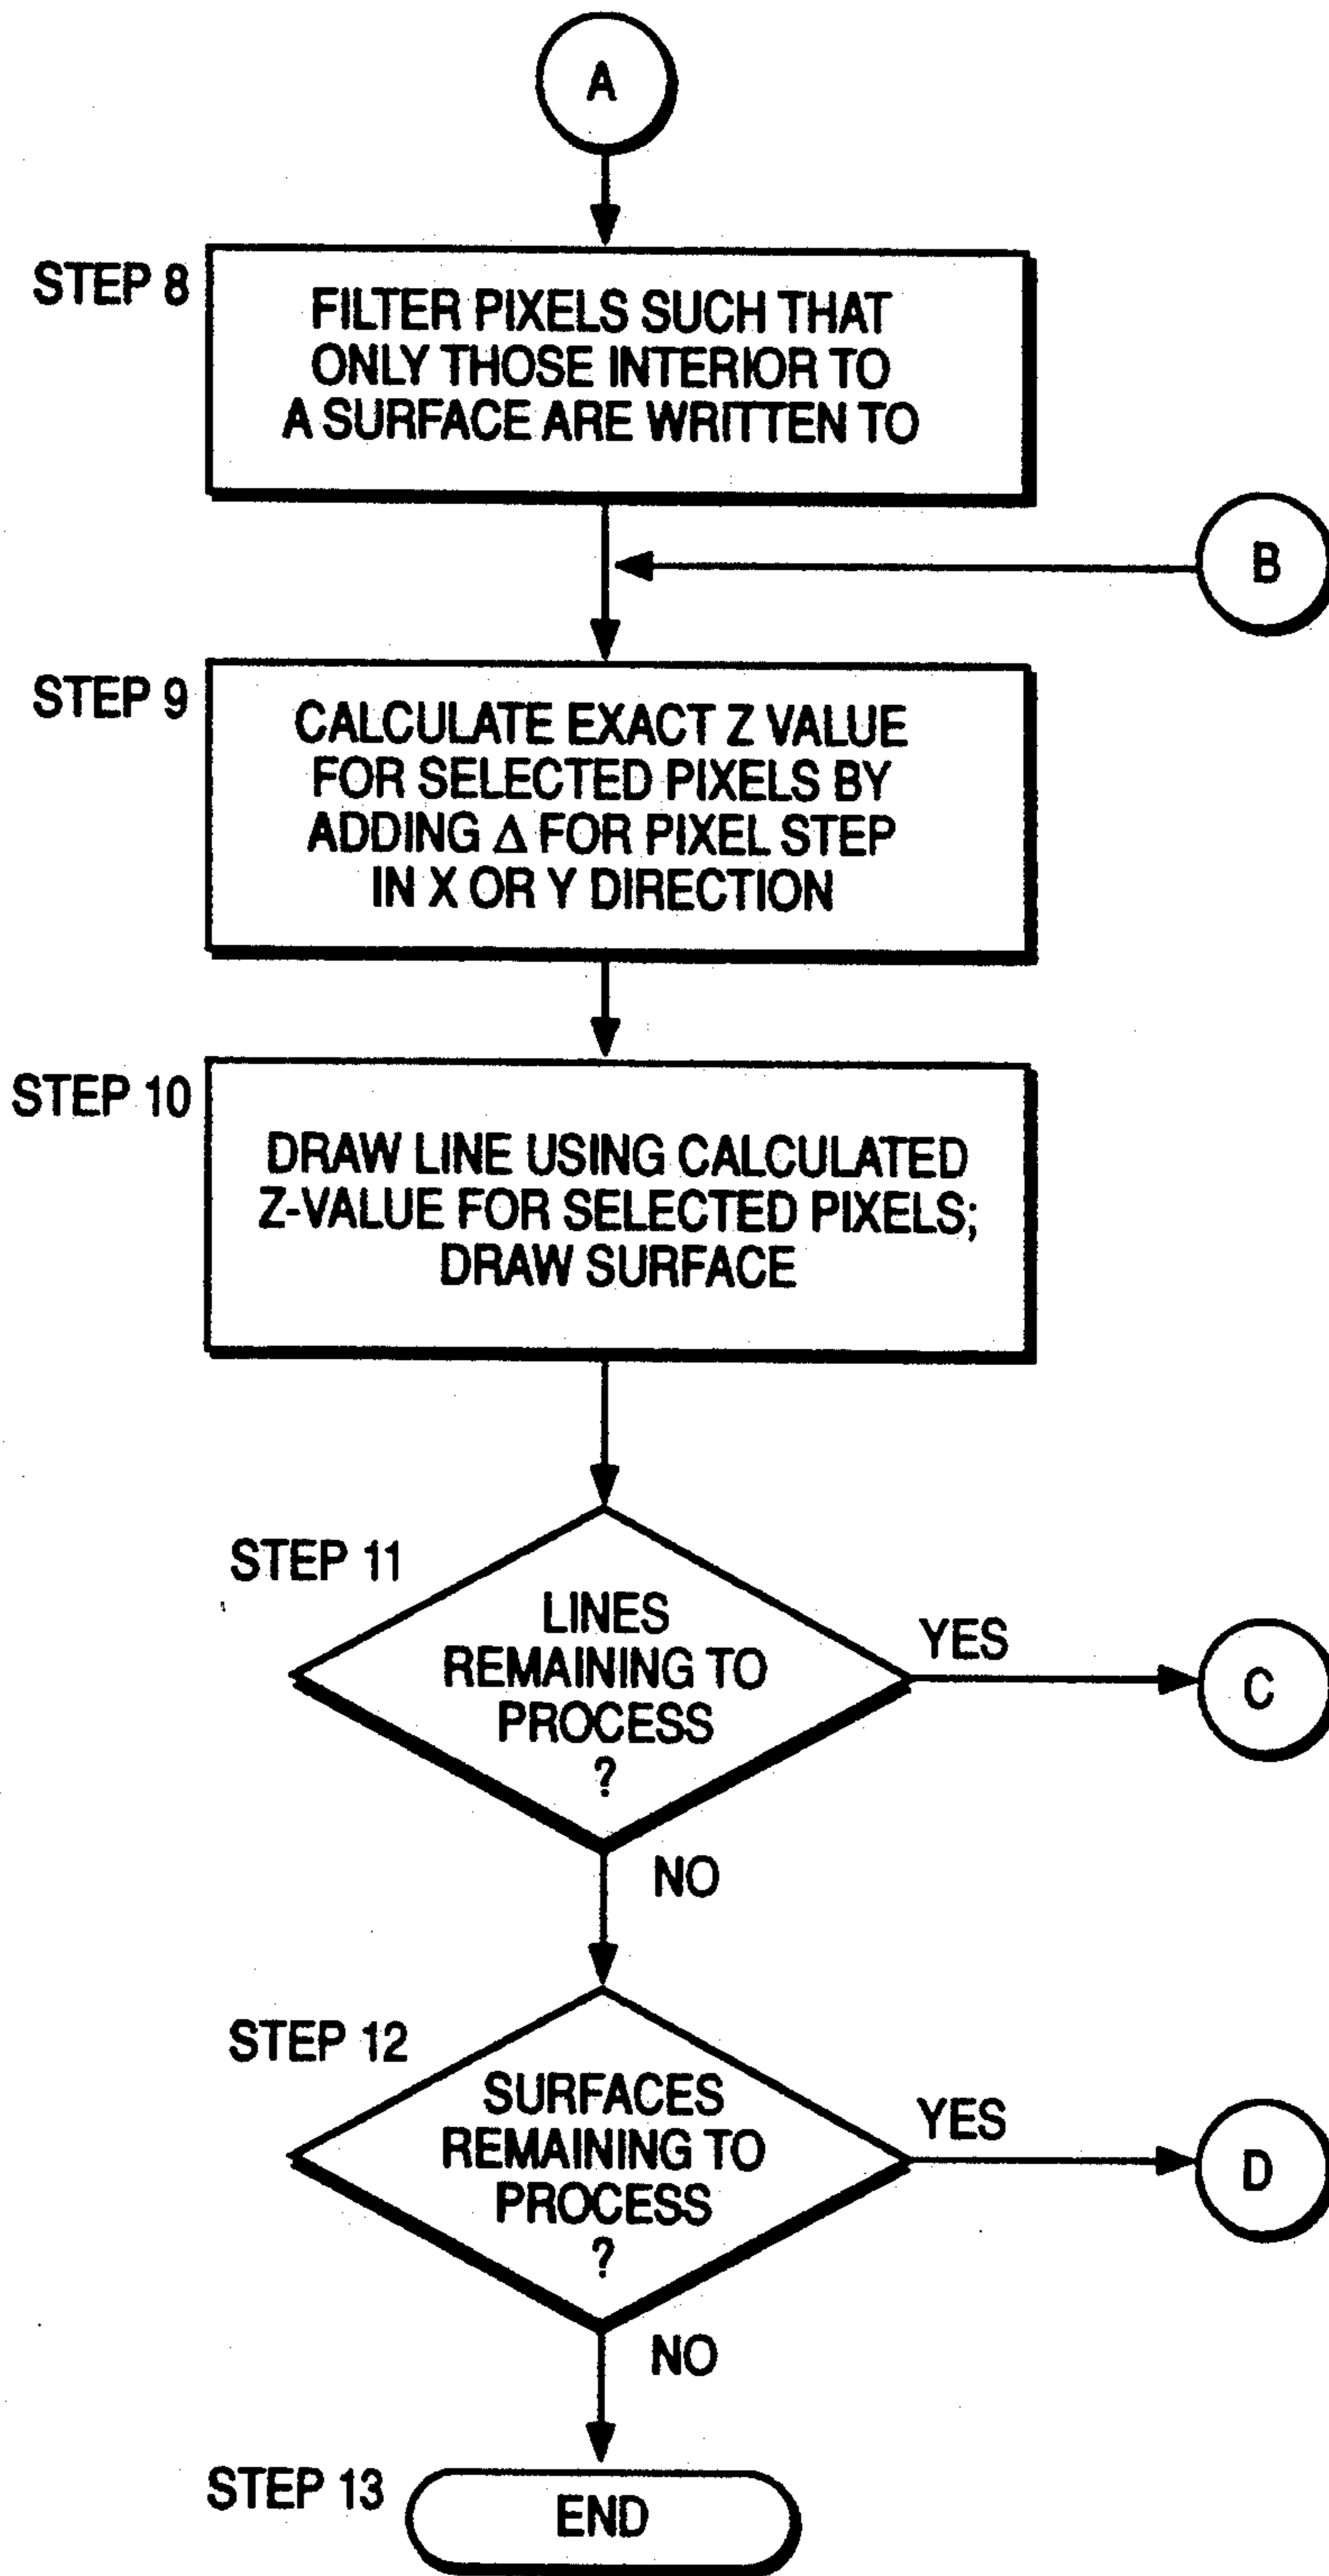 A
STEP 8
FILTER PIXELS SUCH THAT
ONLY THOSE INTERIOR TO
A SURFACE ARE WRITTEN TO
B
STEP 9
CALCULATE EXACT Z VALUE
FOR SELECTED PIXELS BY
ADDING Δ FOR PIXEL STEP
IN X OR Y DIRECTION
STEP 10
DRAW LINE USING CALCULATED
Z-VALUE FOR SELECTED PIXELS;
DRAW SURFACE
STEP 11
LINES
REMAINING TO
PROCESS
?
YES
C
NO
STEP 12
SURFACES
REMAINING TO
PROCESS
?
YES
D
NO
STEP 13
END